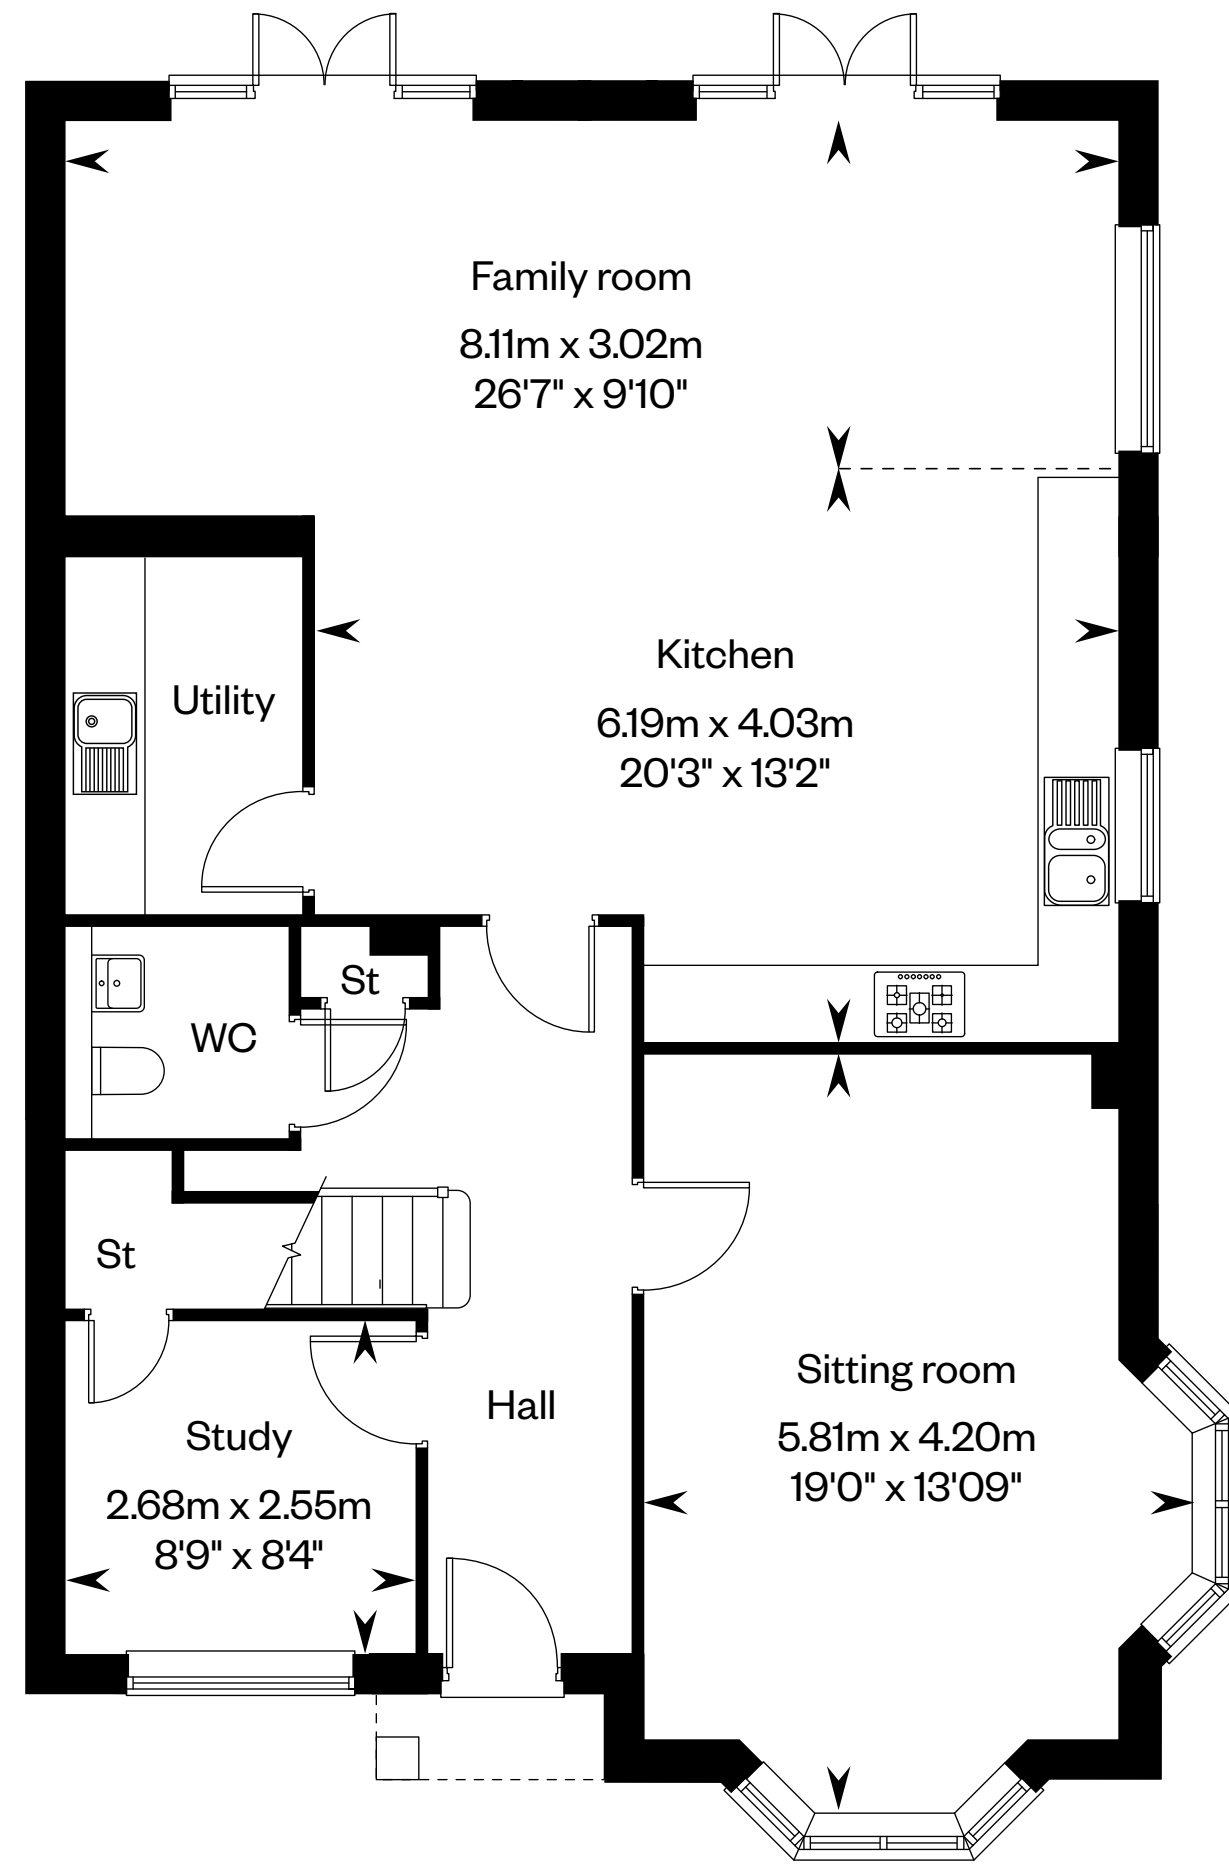 Family room
8.11m x 3.02m
26'7" x 9'10"
Kitchen
6.19m x 4.03m
20'3" x 13'2"
Utility
St
WC
St
Sitting room
5.81m x 4.20m
19'0" x 13'09"
Hall
Study
2.68m x 2.55m
8'9" x 8'4"